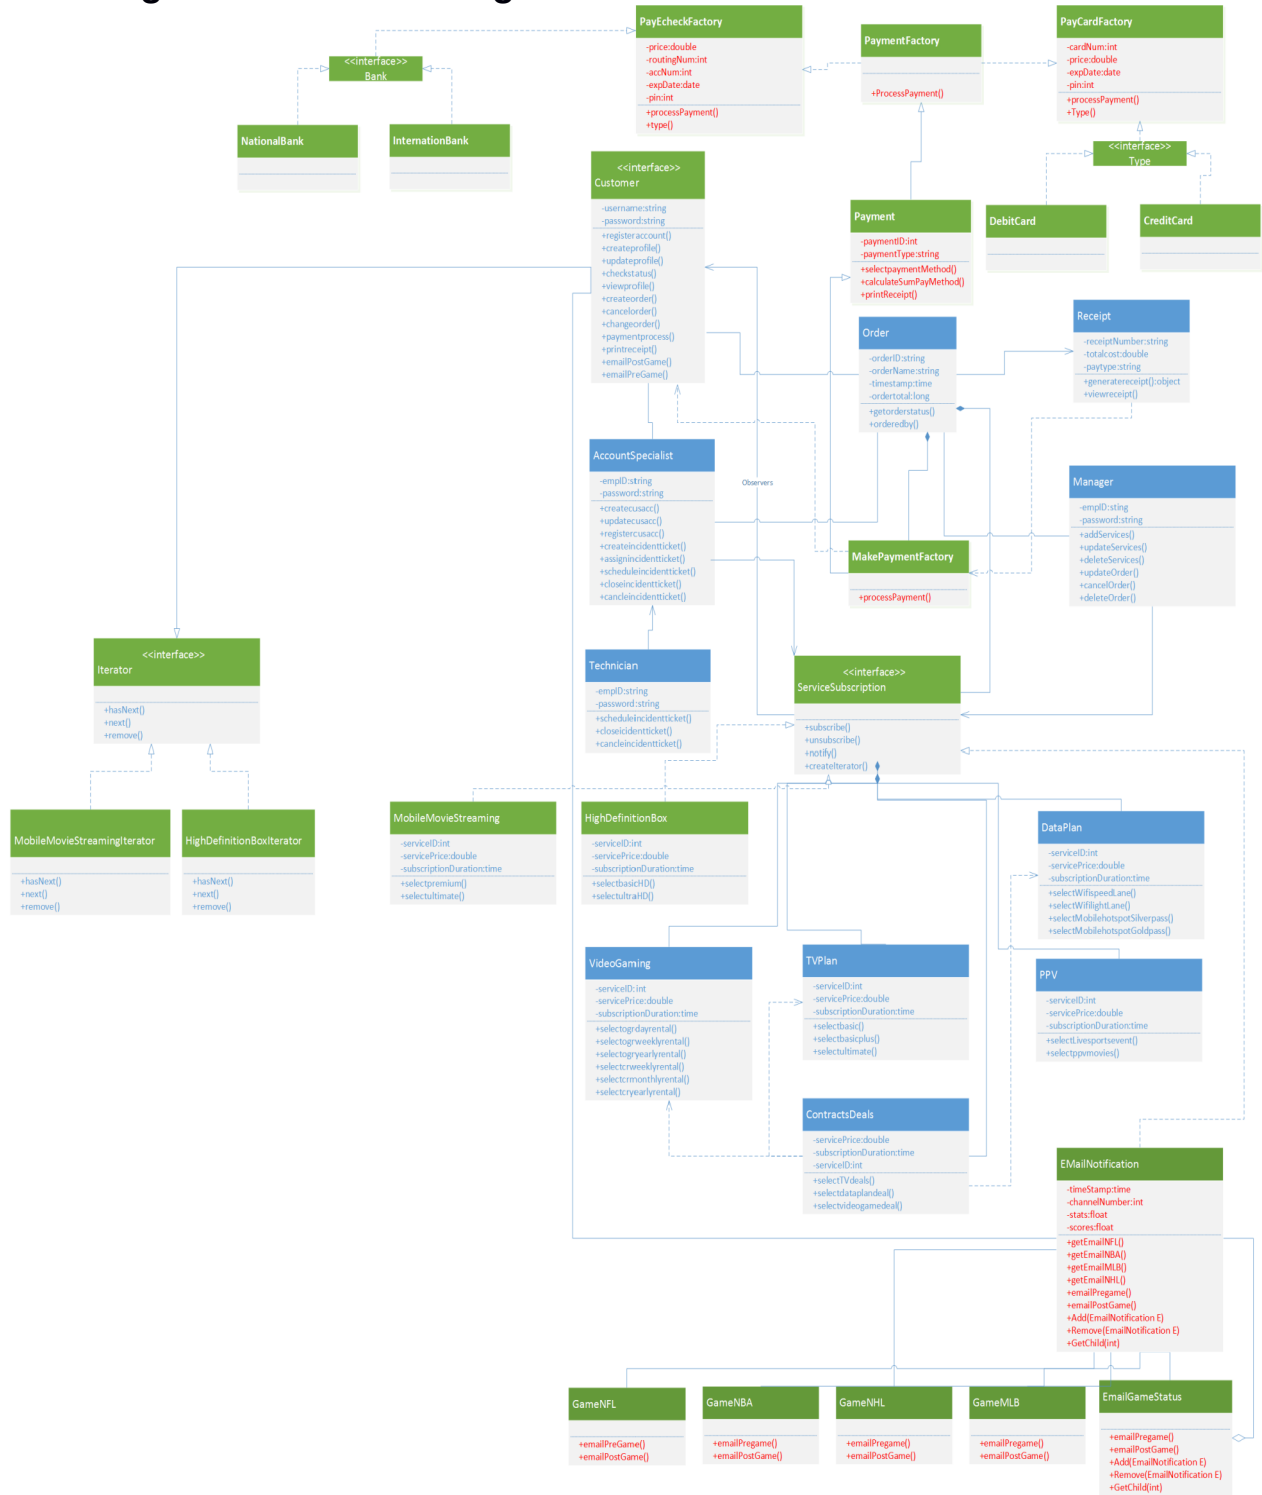 PayEcheckFactory
-price:double
-routingNum:int
-accNum:int
-expDate:date
-pin:int
+processPayment()
+type()
PaymentFactory
+ProcessPayment()
PayCardFactory
-cardNum:int
-price:double
-expDate:date
-pin:int
+processPayment()
+Type()
<<interface>>
Bank
NationalBank
InternationBank
<<interface>>
Type
DebitCard
CreditCard
<<interface>>
Customer
-username:string
-password:string
+registeraccount()
+createprofile()
+updateprofile()
+checkstatus()
+viewprofile()
+createorder()
+cancelorder()
+changeorder()
+paymentprocess()
+printreceipt()
+emailPostGame()
+emailPreGame()
Payment
-paymentID:int
-paymentType:string
+selectpaymentMethod()
+calculateSumPayMethod()
+printReceipt()
Order
-orderID:string
-orderName:string
-timestamp:time
-ordertotal:long
+getorderstatus()
+orderedby()
Receipt
-receiptNumber:string
-totalcost:double
-paytype:string
+generatereceipt():object
+viewreceipt()
AccountSpecialist
-empID:string
-password:string
+createcusacc()
+updatecusacc()
+registercusacc()
+createincidentticket()
+assignincidentticket()
+scheduleincidentticket()
+closeincidentticket()
+cancleincidentticket()
Observers
Manager
-empID:sting
-password:string
+addServices()
+updateServices()
+deleteServices()
+updateOrder()
+cancelOrder()
+deleteOrder()
MakePaymentFactory
+processPayment()
<<interface>>
Iterator
+hasNext()
+next()
+remove()
Technician
-empID:string
-password:string
+scheduleincidentticket()
+closeicidentticket()
+cancleincidentticket()
<<interface>>
ServiceSubscription
+subscribe()
+unsubscribe()
+notify()
+createIterator()
MobileMovieStreamingIterator
+hasNext()
+next()
+remove()
HighDefinitionBoxIterator
+hasNext()
+next()
+remove()
MobileMovieStreaming
-serviceID:int
-servicePrice:double
-subscriptionDuration:time
+selectpremium()
+selectultimate()
HighDefinitionBox
-serviceID:int
-servicePrice:double
-subscriptionDuration:time
+selectbasicHD()
+selectultraHD()
DataPlan
-serviceID:int
-servicePrice:double
-subscriptionDuration:time
+selectWifispeedLane()
+selectWifilightLane()
+selectMobilehotspotSilverpass()
+selectMobilehotspotGoldpass()
VideoGaming
-serviceID:int
-servicePrice:double
-subscriptionDuration:time
+selectogrdayrental()
+selectogrweeklyrental()
+selectogryearlyrental()
+selectcrweeklyrental()
+selectcrmonthlyrental()
+selectcryearlyrental()
TVPlan
-serviceID:int
-servicePrice:double
-subscriptionDuration:time
+selectbasic()
+selectbasicplus()
+selectultimate()
PPV
-serviceID:int
-servicePrice:double
-subscriptionDuration:time
+selectLivesportsevent()
+selectppvmovies()
ContractsDeals
-servicePrice:double
-subscriptionDuration:time
-serviceID:int
+selectTVdeals()
+selectdataplandeal()
+selectvideogamedeal()
EMailNotification
-timeStamp:time
-channelNumber:int
-stats:float
-scores:float
+getEmailNFL()
+getEmailNBA()
+getEmailMLB()
+getEmailNHL()
+emailPregame()
+emailPostGame()
+Add(EmailNotification E)
+Remove(EmailNotification E)
+GetChild(int)
GameNFL
+emailPreGame()
+emailPostGame()
GameNBA
+emailPregame()
+emailPostGame()
GameNHL
+emailPregame()
+emailPostGame()
GameMLB
+emailPregame()
+emailPostGame()
EmailGameStatus
+emailPregame()
+emailPostGame()
+Add(EmailNotification E)
+Remove(EmailNotification E)
+GetChild(int)